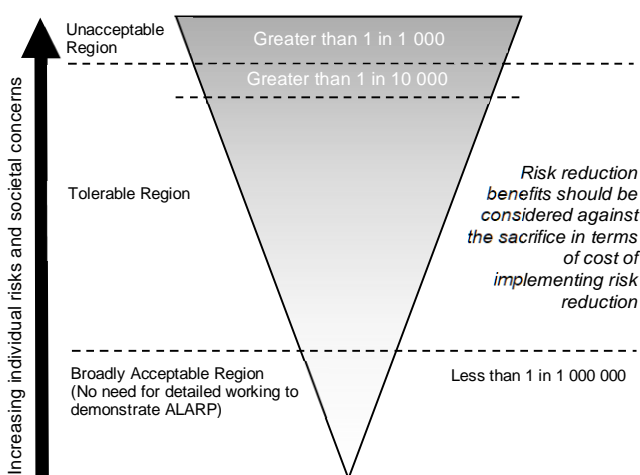 Unacceptable
Region
Greater than 1 in 1 000
Greater than 1 in 10 000
Increasing individual risks and societal concerns
Tolerable Region
Risk reduction
benefits should be
considered against
the sacrifice in terms
of cost of
implementing risk
reduction
Broadly Acceptable Region
(No need for detailed working to
demonstrate ALARP)
Less than 1 in 1 000 000